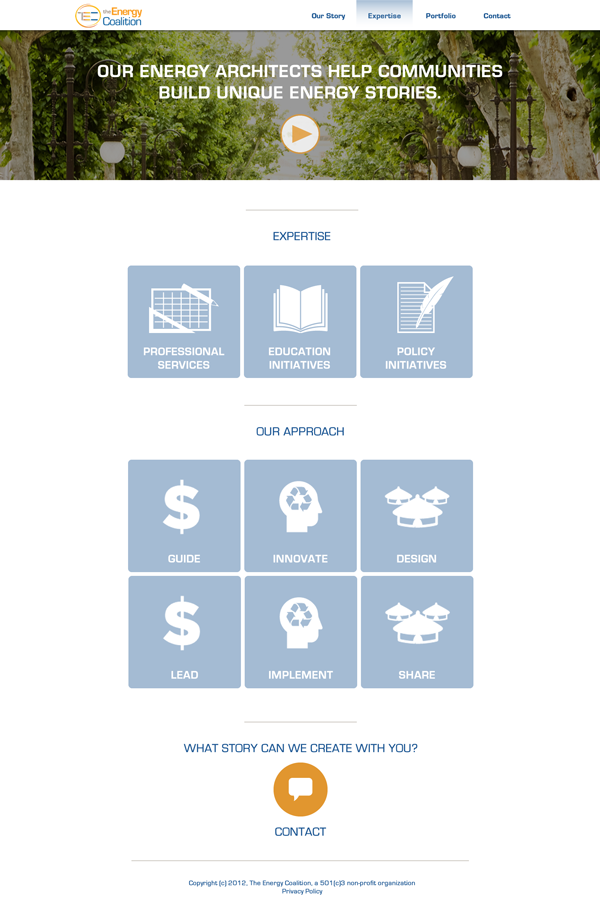 the Energy
Coalition
Our Story Expertise Portfolio Contact
OUR ENERGY ARCHITECTS HELP COMMUNITIES
BUILD UNIQUE ENERGY STORIES.
EXPERTISE
PROFESSIONAL
SERVICES
EDUCATION
INITIATIVES
POLICY
INITIATIVES
OUR APPROACH
GUIDE
INNOVATE
DESIGN
LEAD
IMPLEMENT
SHARE
WHAT STORY CAN WE CREATE WITH YOU?
CONTACT
Copyright (c) 2012, The Energy Coalition, a 501(c)3 non-profit organization
Privacy Policy